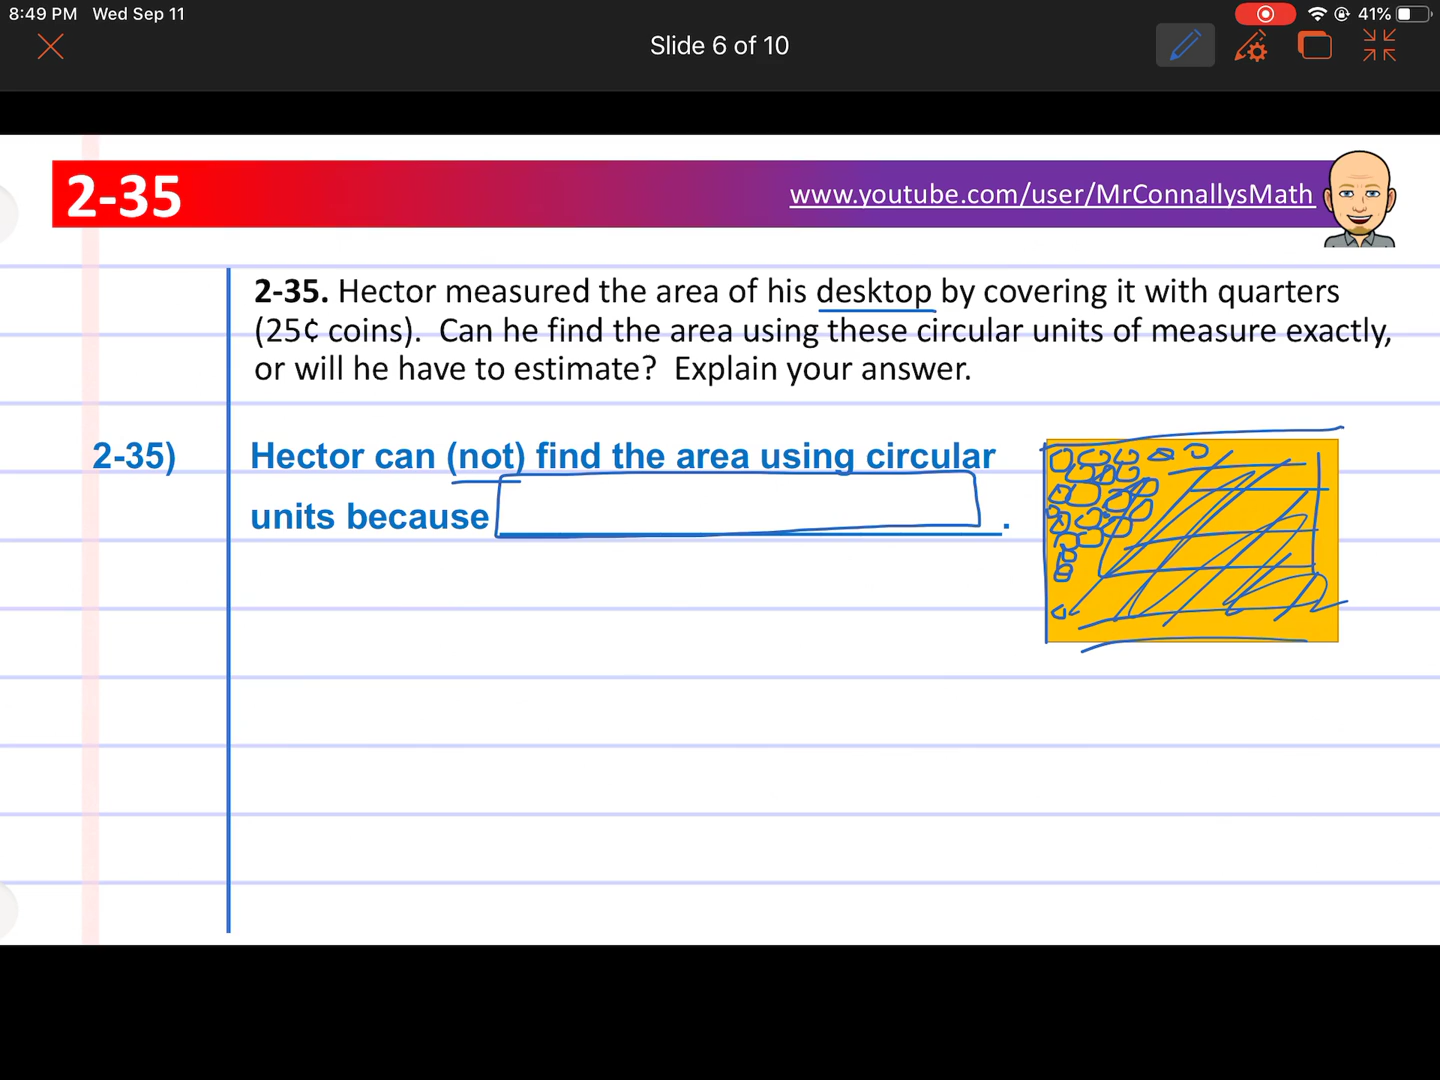 8:49 PM Wed Sep 11
41%
Slide 6 of 10
2-35
www.youtube.com/user/MrConnallysMath
2-35. Hector measured the area of his desktop by covering it with quarters
(25¢ coins). Can he find the area using these circular units of measure exactly,
or will he have to estimate? Explain your answer.
2-35) Hector can (not) find the area using circular
units because .